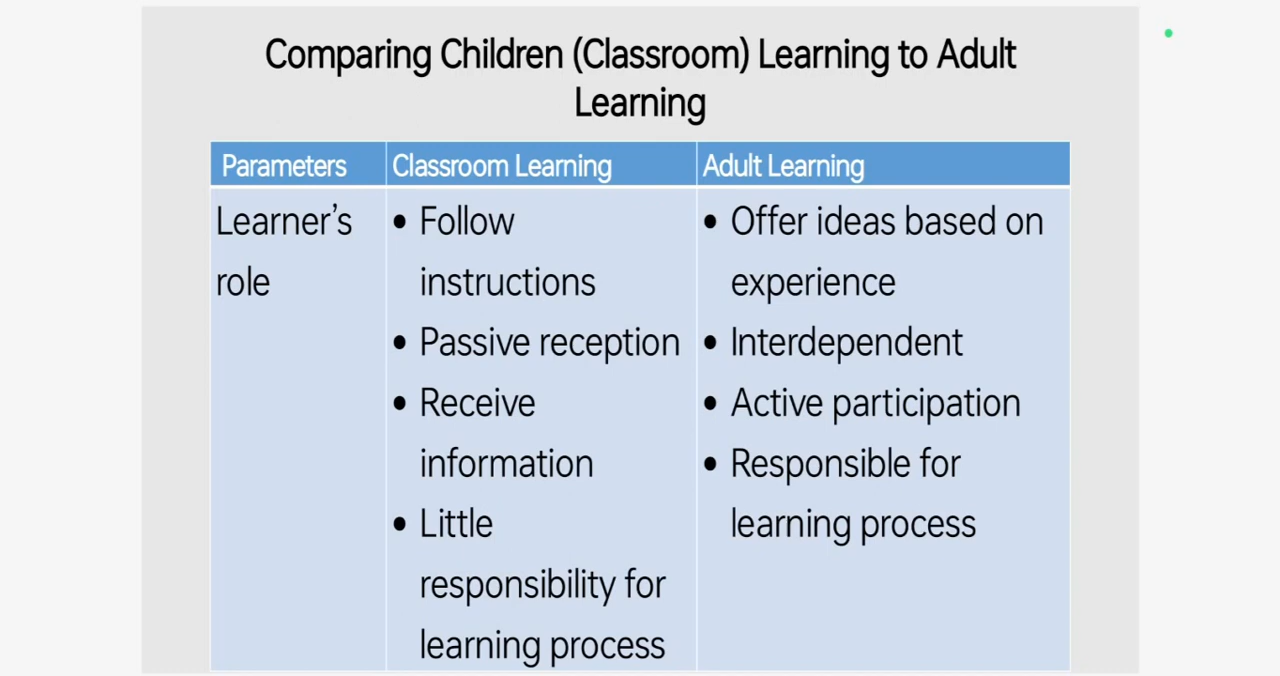 Comparing Children (Classroom) Learning to Adult
Learning
Parameters
Classroom Learning
Adult Learning
Learner’s
role
• Follow
instructions
• Passive reception
• Receive
information
• Little
responsibility for
learning process
• Offer ideas based on
experience
• Interdependent
• Active participation
• Responsible for
learning process